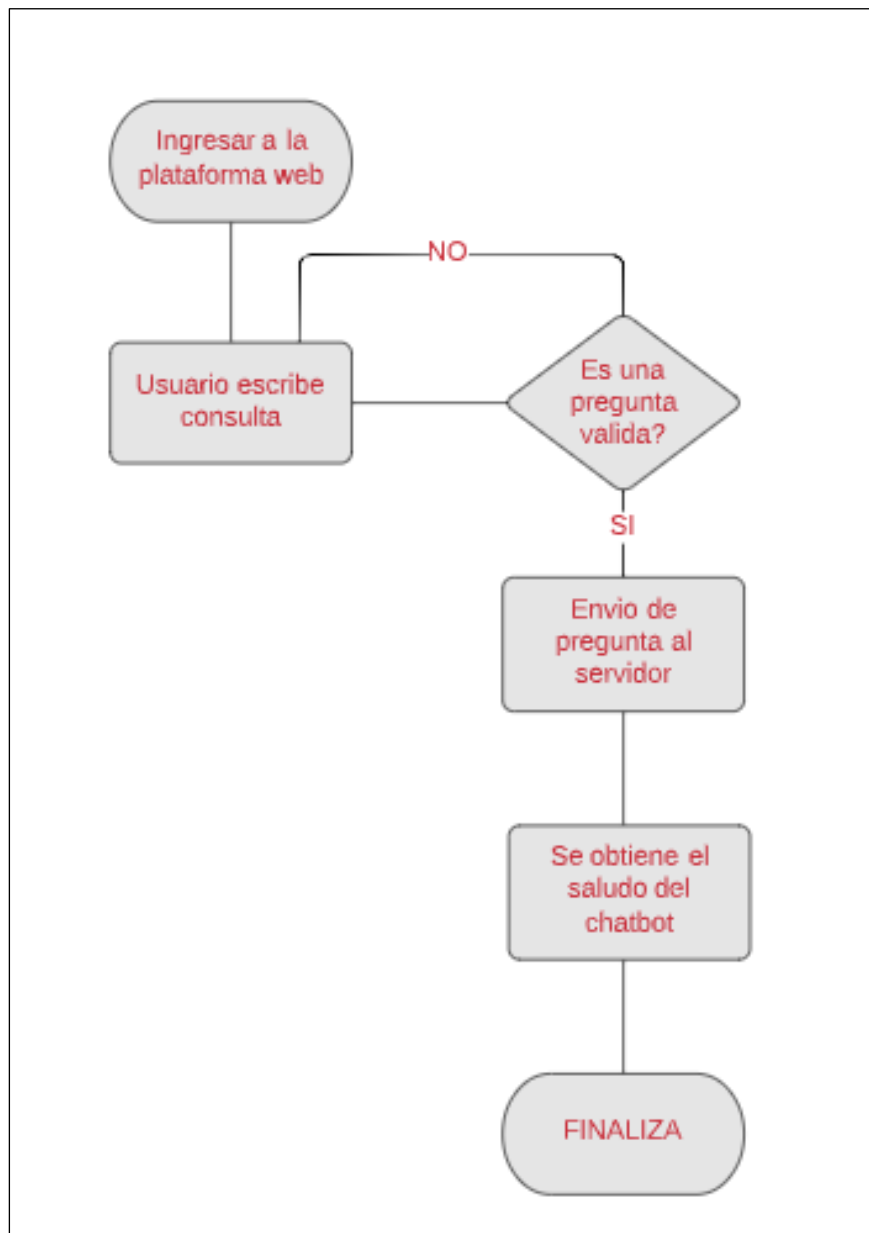 Ingresar a la
plataforma web
NO
Usuario escribe
consulta
Es una
pregunta
valida?
SI
Envio de
pregunta al
servidor
Se obtiene el
saludo del
chatbot
FINALIZA